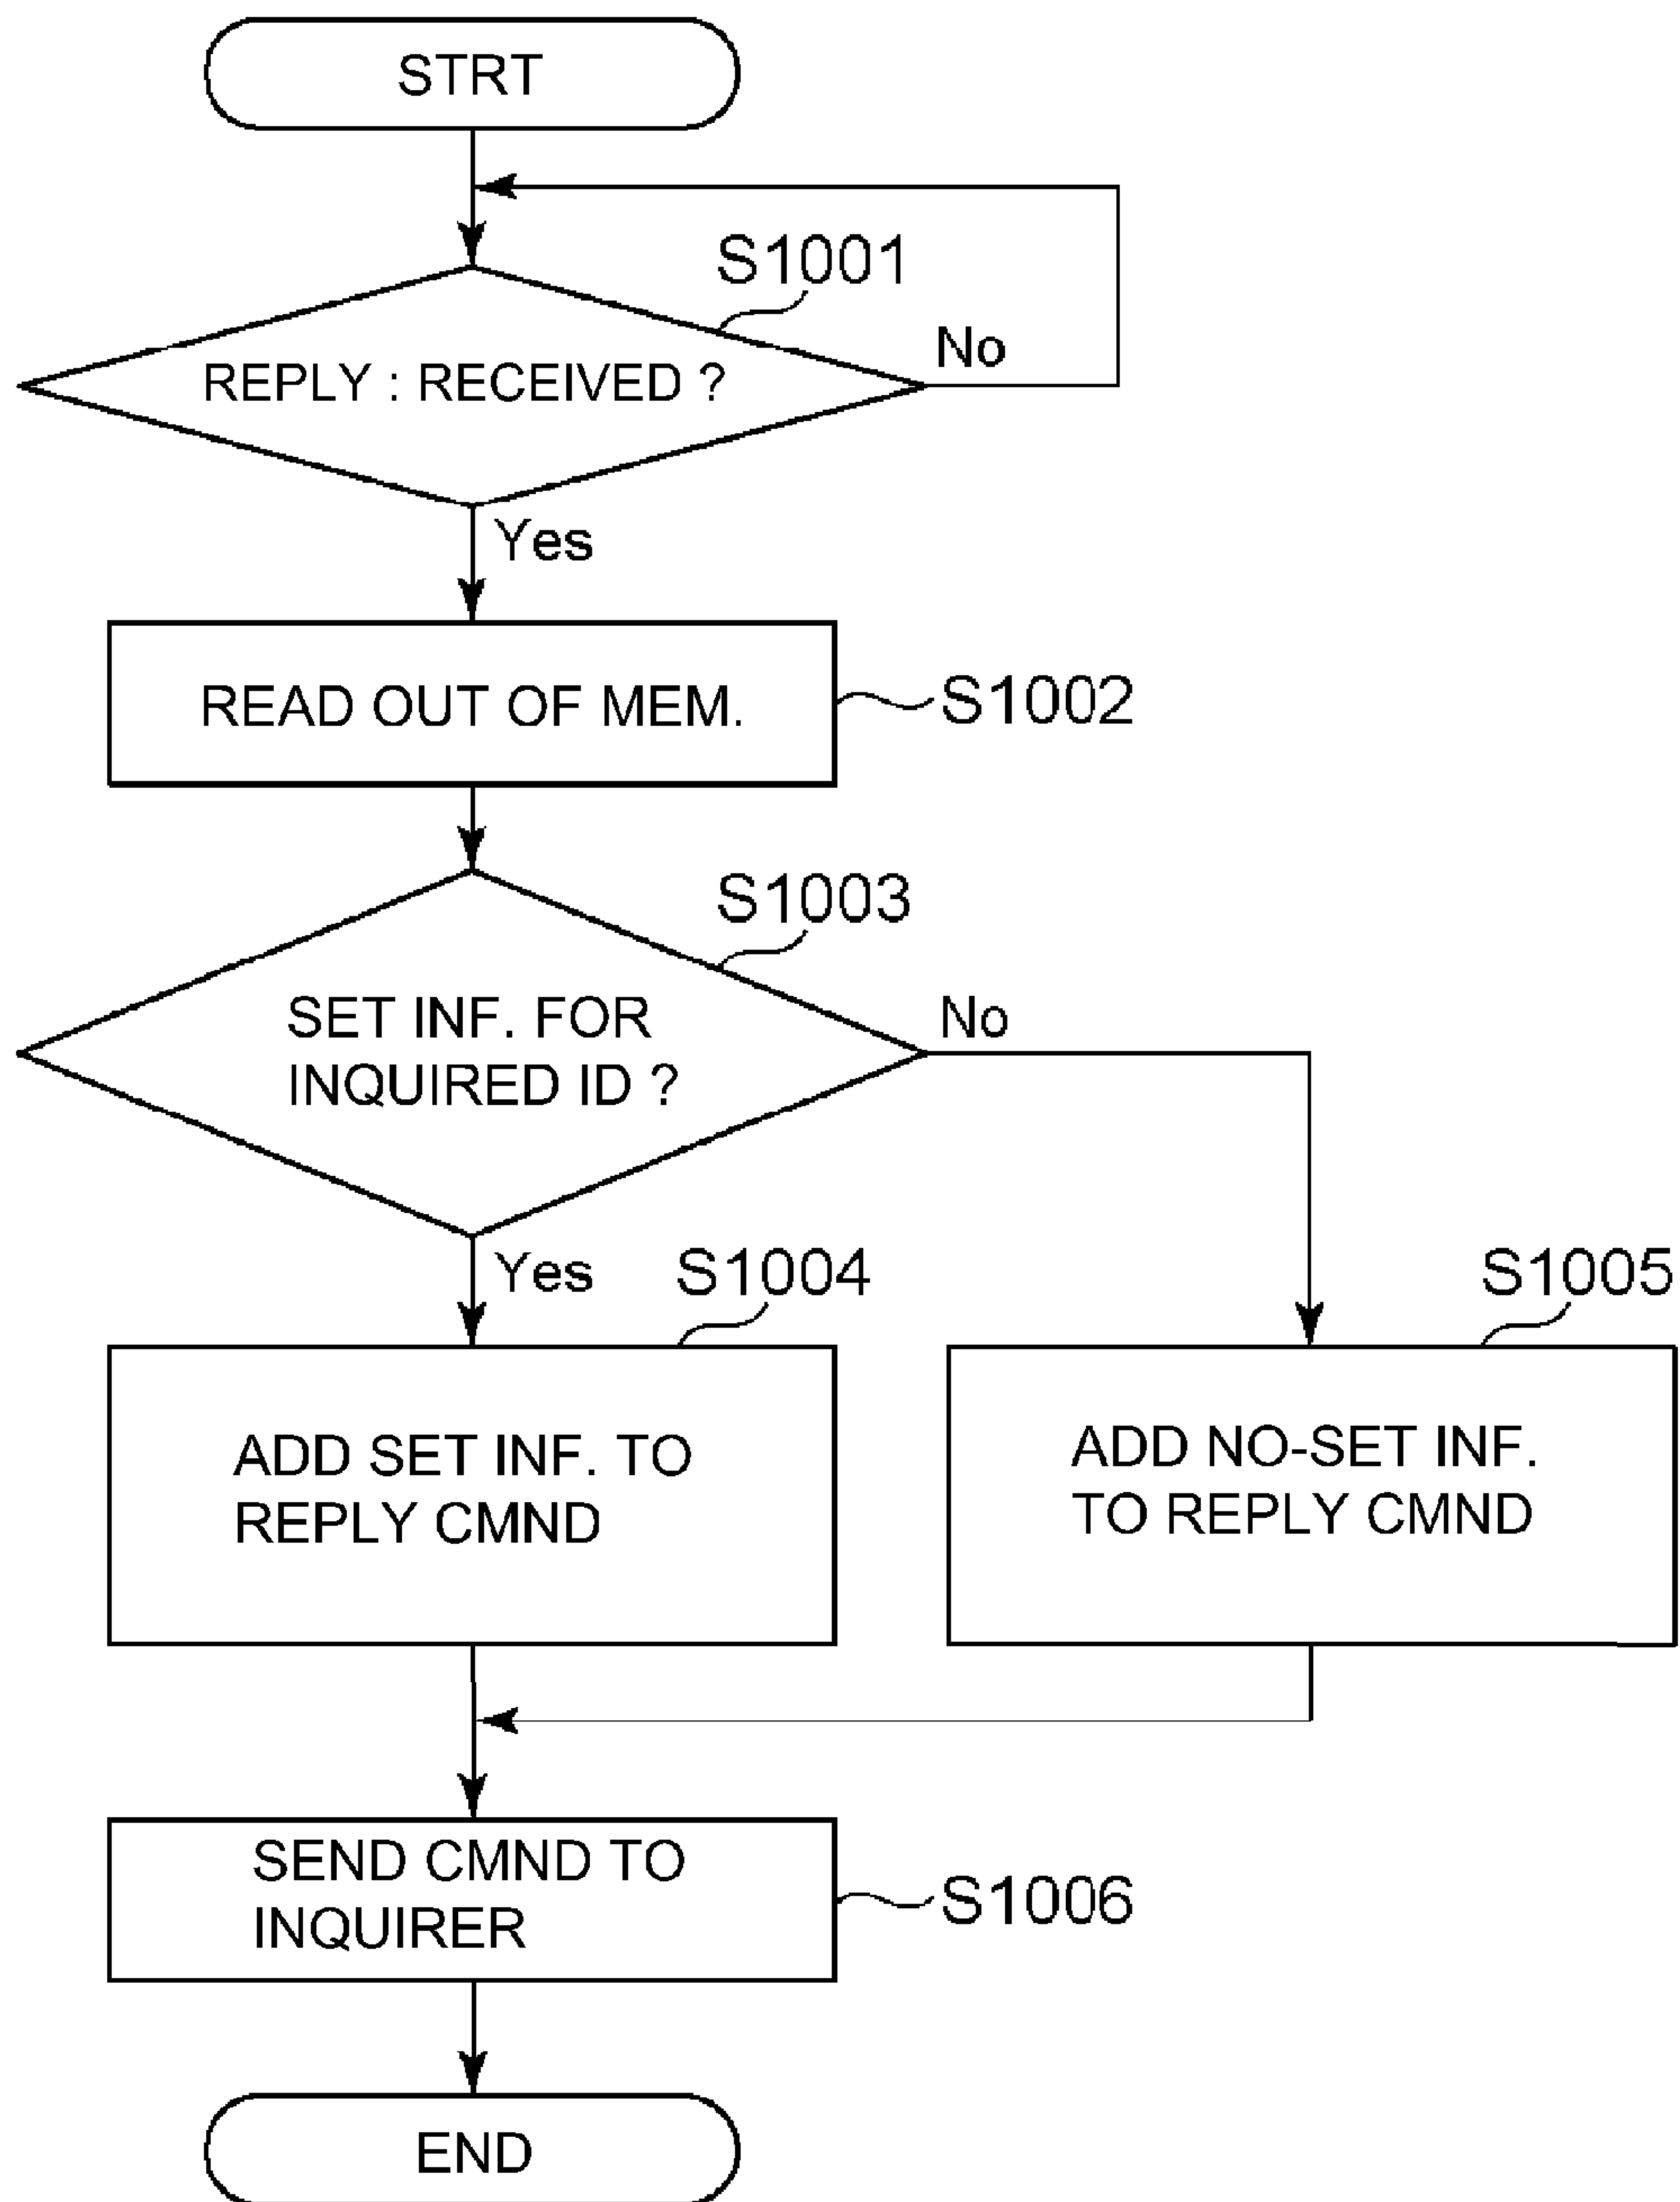 STRT
S1001
REPLY : RECEIVED ?
No
Yes
READ OUT OF MEM.
S1002
S1003
SET INF. FOR
INQUIRED ID ?
No
Yes
S1004
S1005
ADD SET INF. TO
REPLY CMND
ADD NO-SET INF.
TO REPLY CMND
SEND CMND TO
INQUIRER
S1006
END